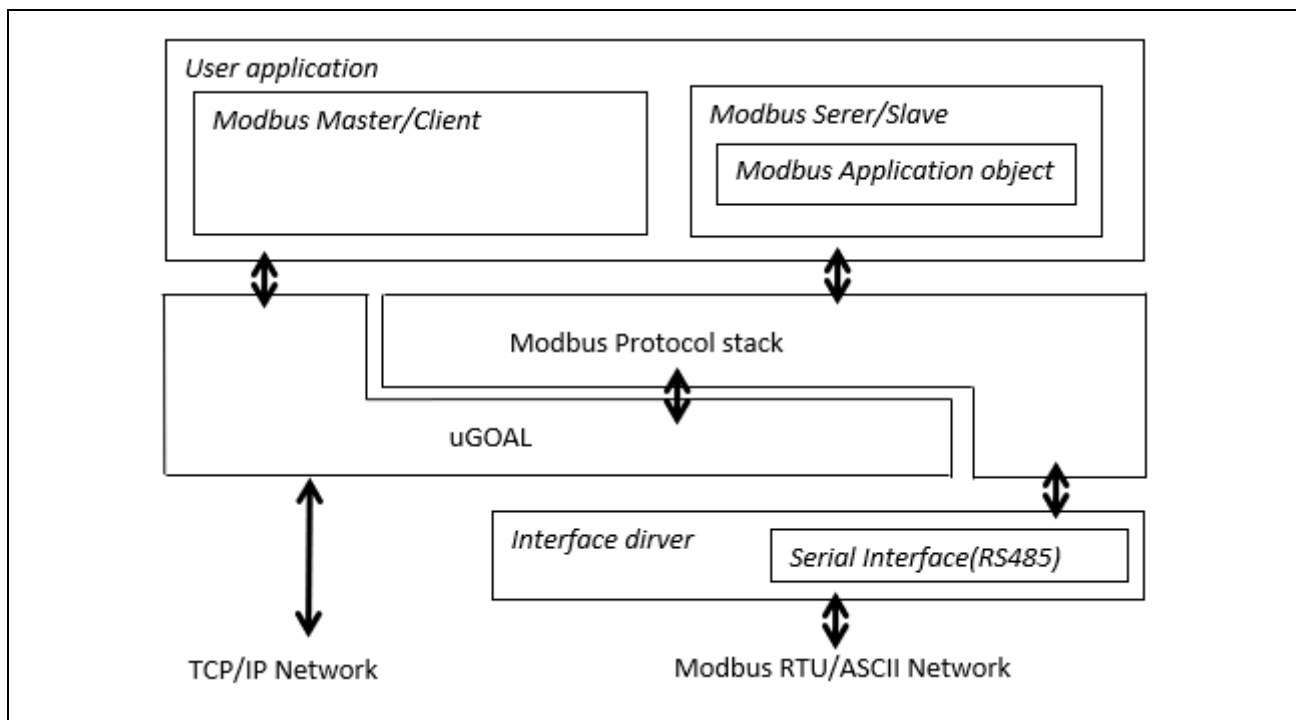 User application
Modbus Master/Client
Modbus Serer/Slave
Modbus Application object
Modbus Protocol stack
uGOAL
Interface dirver
Serial Interface(RS485)
TCP/IP Network
Modbus RTU/ASCII Network